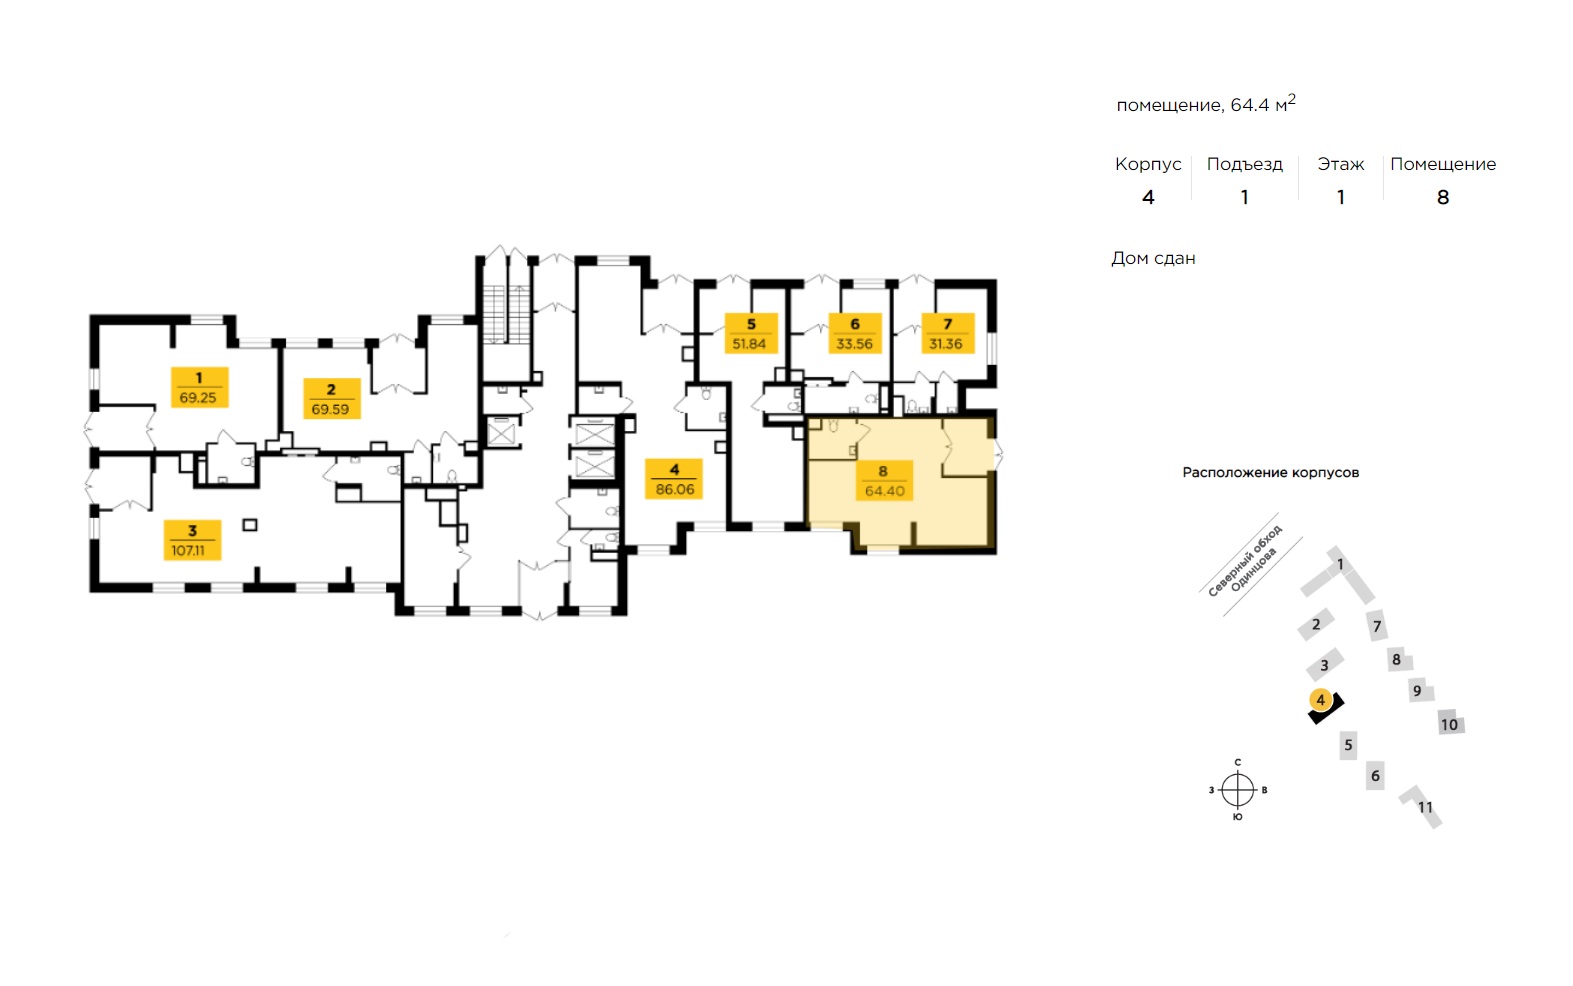 помещение, 64.4 м²
Корпус Подъезд Этаж Помещение
4 1 1 8
Дом сдан
1
69.25
2
69.59
3
107.11
4
86.06
5
51.84
6
33.56
7
31.36
8
64.40
Расположение корпусов
Северный обход
Одинцова
1
2
7
3
8
9
4
10
5
6
11
С
З В
Ю